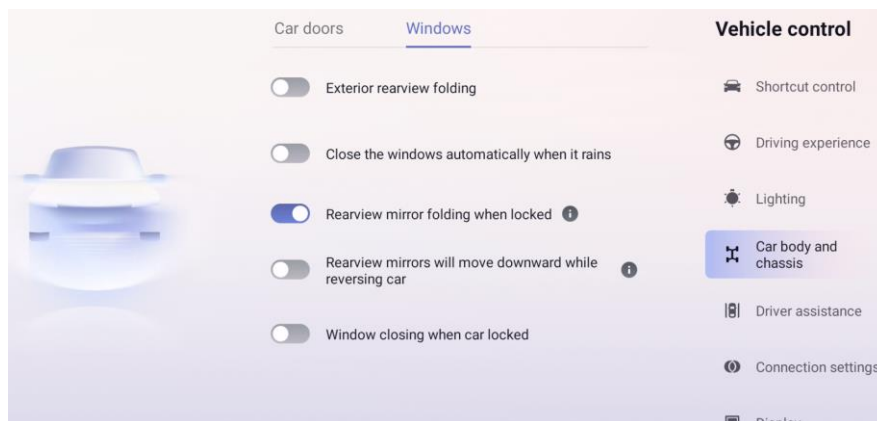 Car doors
Windows
Exterior rearview folding
Close the windows automatically when it rains
Rearview mirror folding when locked
Rearview mirrors will move downward while
reversing car
Window closing when car locked
Vehicle control
Shortcut control
Driving experience
Lighting
Car body and
chassis
Driver assistance
Connection settings